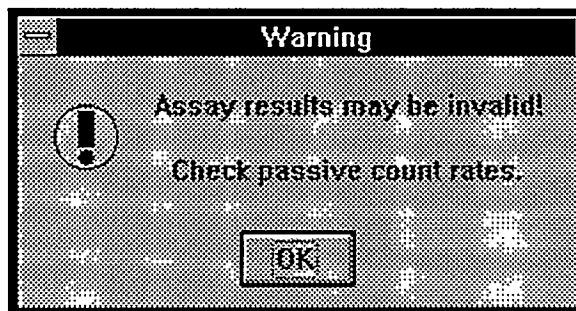 Warning
Assay results may be invalid!
Check passive count rates.
OK